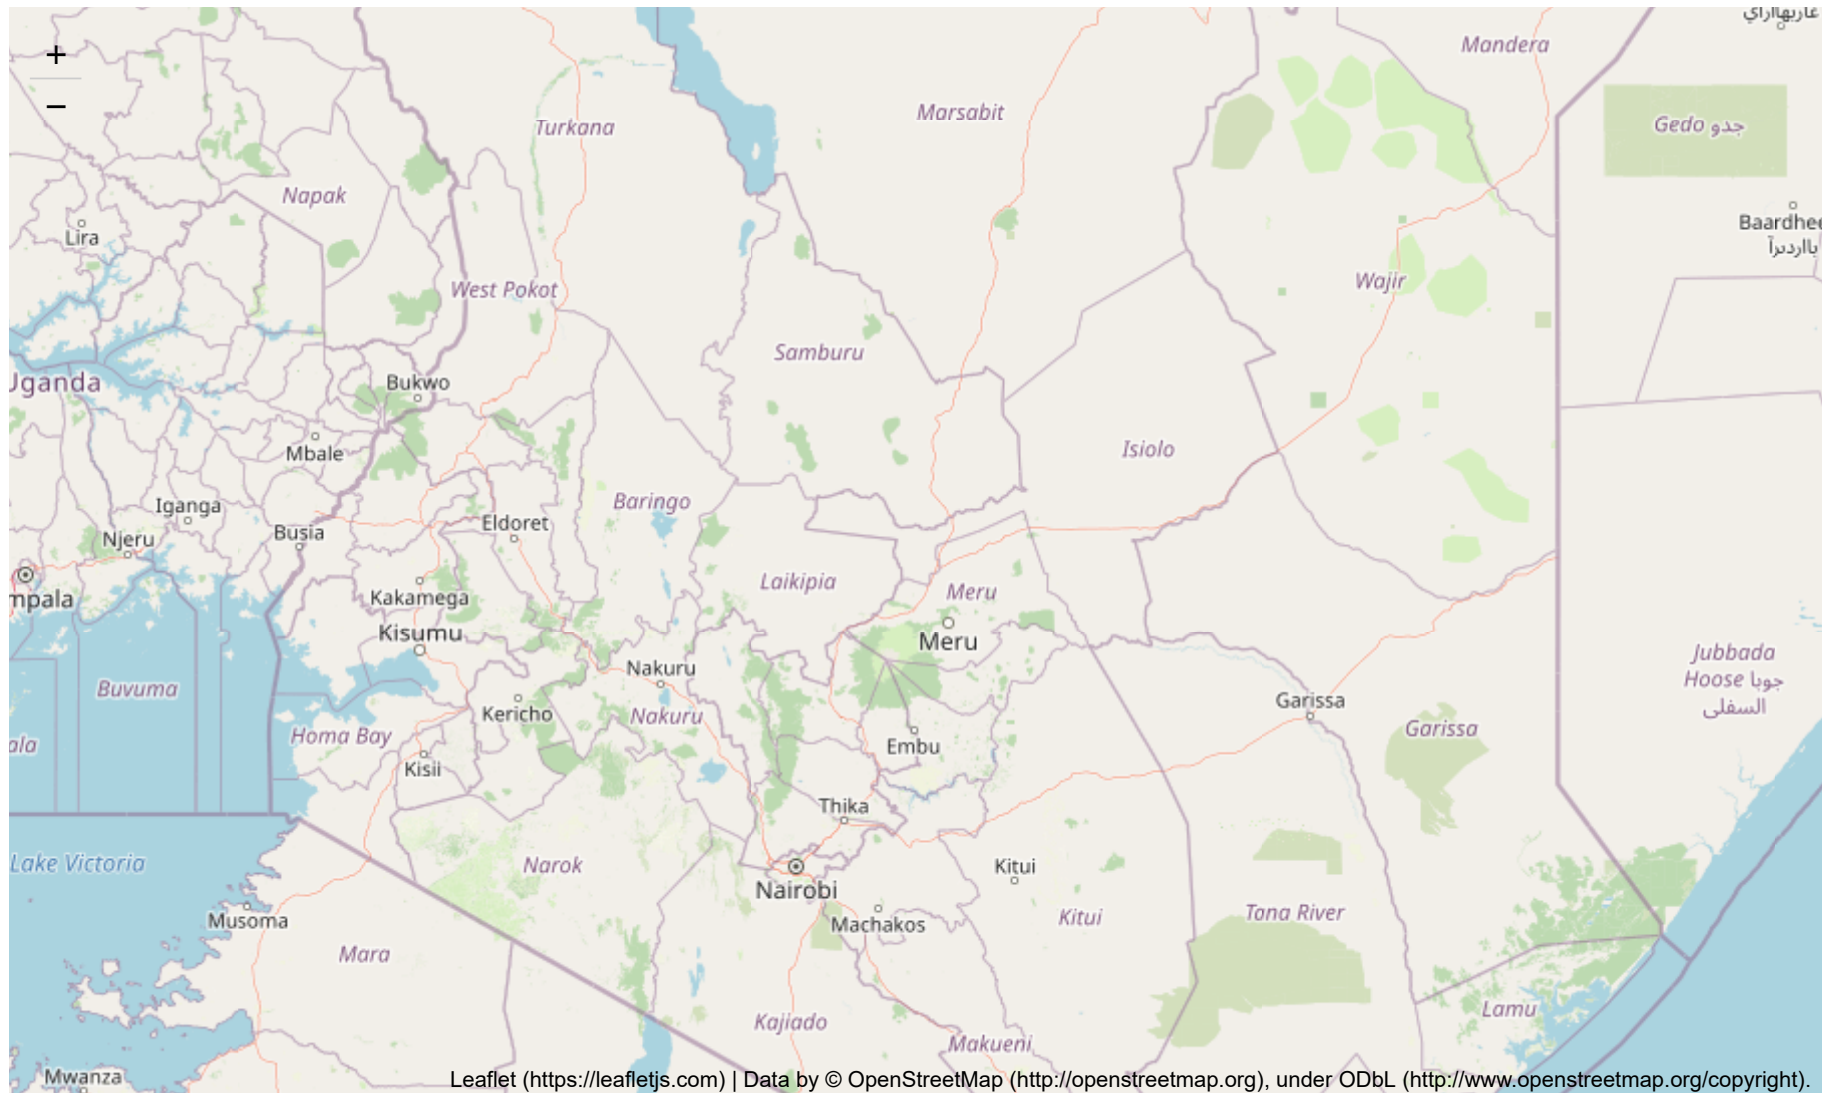 غاربهاراي
+
Mandera
−
Marsabit
Turkana
Gedo جدو
Napak
Baardhee
بااردىرآ
Lira
Wajir
West Pokot
Samburu
Uganda
Bukwo
Mbale
Isiolo
Baringo
Iganga
Eldoret
Busia
Njeru
Laikipia
Meru
Kakamega
mpala
Kisumu
Meru
Jubbada
Hoose جوبا
السفلى
Nakuru
Buvuma
Garissa
Kericho
Nakuru
Garissa
Homa Bay
ala
Embu
Kisii
Thika
Lake Victoria
Narok
Kitui
Nairobi
Tana River
Kitui
Musoma
Machakos
Mara
Lamu
Kajiado
Makueni
Mwanza
Leaflet (https://leafletjs.com) | Data by © OpenStreetMap (http://openstreetmap.org), under ODbL (http://www.openstreetmap.org/copyright).